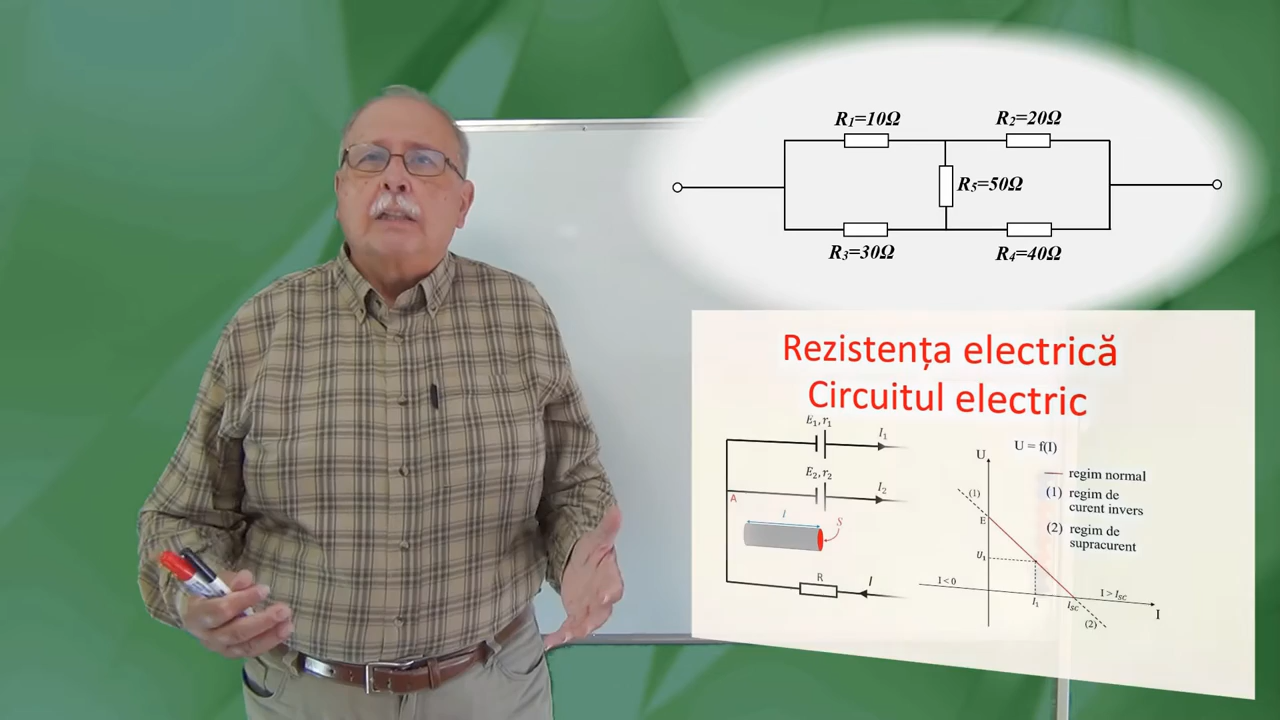 R₁=10Ω
R₂=20Ω
R₅=50Ω
R₃=30Ω
R₄=40Ω
Rezistența electrică
Circuitul electric
E₁, r₁
I₁
E₂, r₂
I₂
A
l
S
R
I
U = f(I)
U
regim normal
(1)
(1) regim de
curent invers
E
(2) regim de
supracurent
U₁
I < 0
I > I_SC
I₁
I_SC
I
(2)